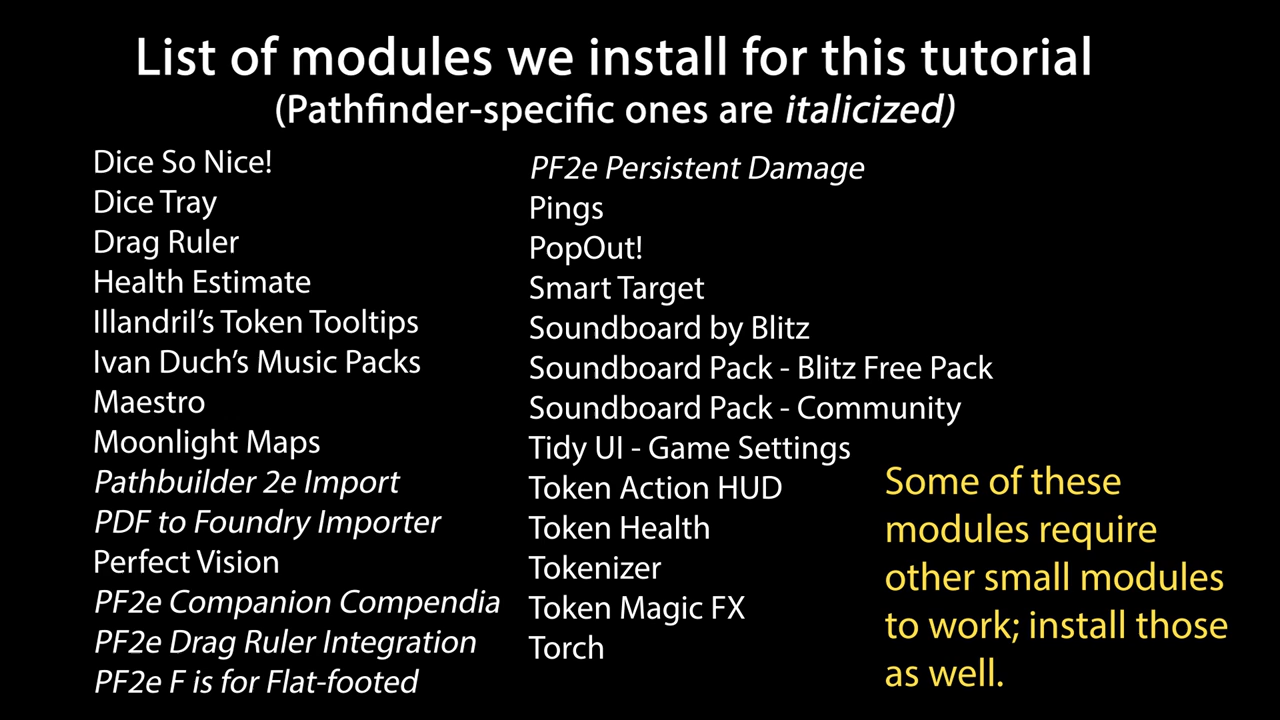 List of modules we install for this tutorial
(Pathfinder-specific ones are italicized)
Dice So Nice!
Dice Tray
Drag Ruler
Health Estimate
Illandril's Token Tooltips
Ivan Duch's Music Packs
Maestro
Moonlight Maps
Pathbuilder 2e Import
PDF to Foundry Importer
Perfect Vision
PF2e Companion Compendia
PF2e Drag Ruler Integration
PF2e F is for Flat-footed
PF2e Persistent Damage
Pings
PopOut!
Smart Target
Soundboard by Blitz
Soundboard Pack - Blitz Free Pack
Soundboard Pack - Community
Tidy UI - Game Settings
Token Action HUD
Token Health
Tokenizer
Token Magic FX
Torch
Some of these
modules require
other small modules
to work; install those
as well.